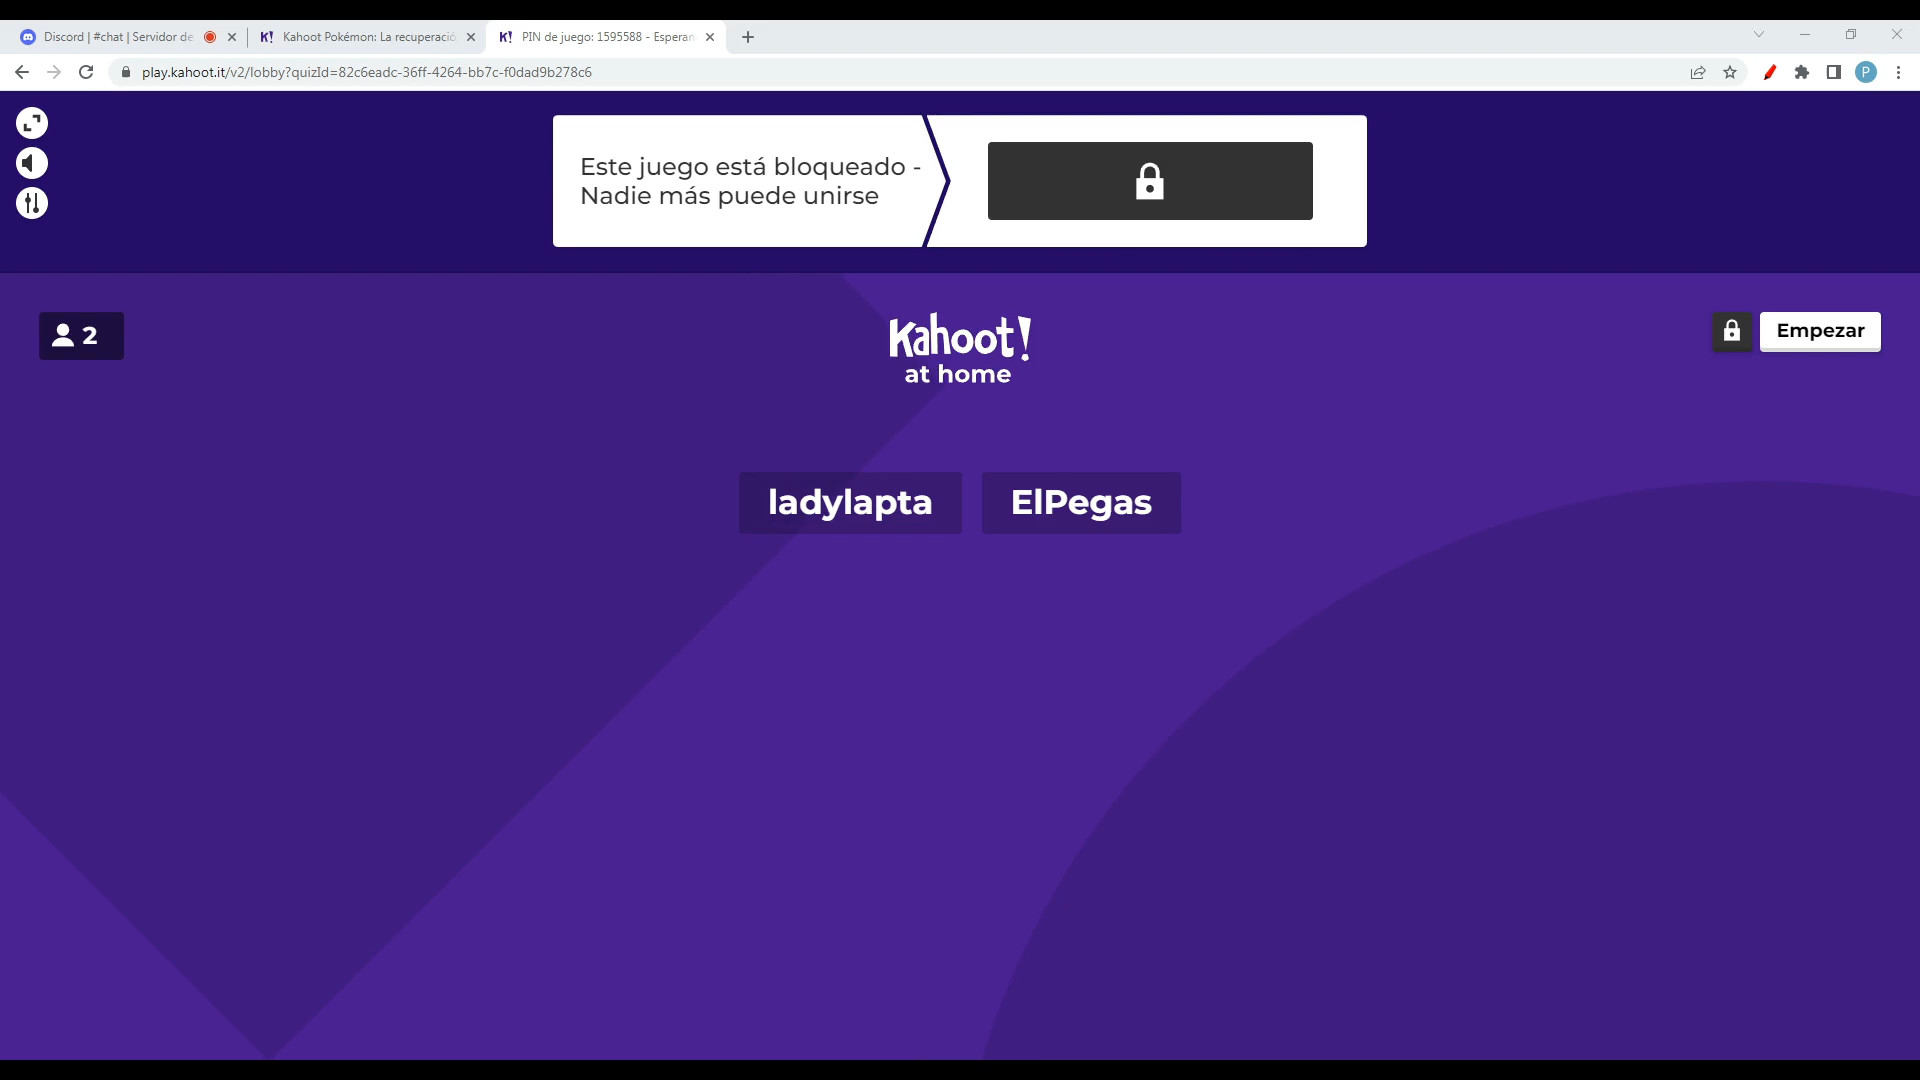 Discord | #chat | Servidor de
Kahoot Pokémon: La recuperació
PIN de juego: 1595588 - Esperan
play.kahoot.it/v2/lobby?quizId=82c6eadc-36ff-4264-bb7c-f0dad9b278c6
P
Este juego está bloqueado -
Nadie más puede unirse
2
Kahoot!
at home
Empezar
ladylapta
ElPegas